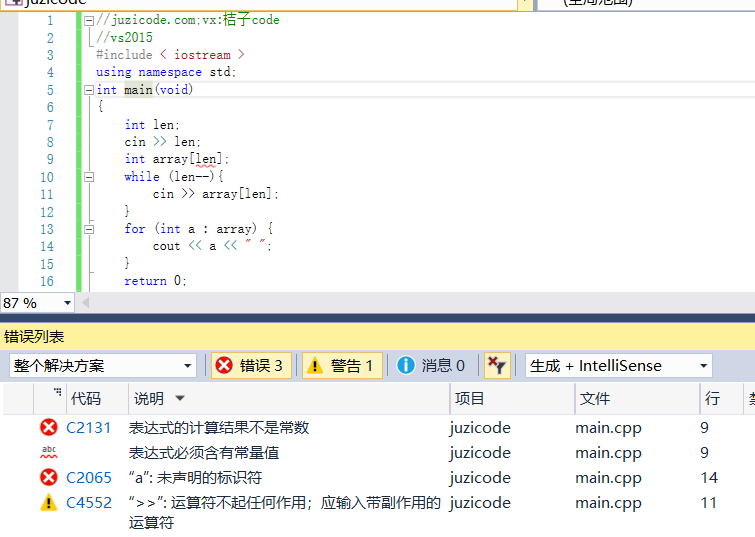 juzicode
(全局范围)
1 //juzicode.com;vx:桔子code
2 //vs2015
3 #include < iostream >
4 using namespace std;
5 int main(void)
6 {
7 int len;
8 cin >> len;
9 int array[len];
10 while (len--){
11 cin >> array[len];
12 }
13 for (int a : array) {
14 cout << a << " ";
15 }
16 return 0;
87 %
错误列表
整个解决方案 错误 3 警告 1 消息 0 生成 + IntelliSense
代码 说明 项目 文件 行
C2131 表达式的计算结果不是常数 juzicode main.cpp 9
abc 表达式必须含有常量值 juzicode main.cpp 9
C2065 “a”: 未声明的标识符 juzicode main.cpp 14
C4552 “>>”: 运算符不起任何作用；应输入带副作用的 juzicode main.cpp 11
运算符